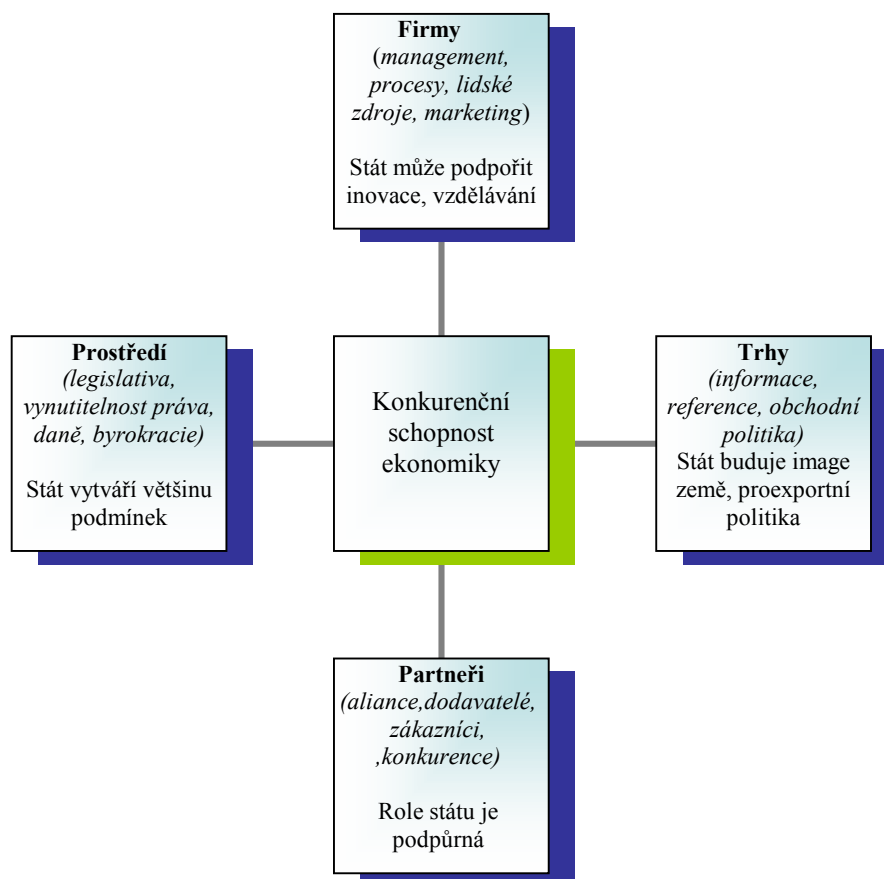 Firmy
(management,
procesy, lidské
zdroje, marketing)
Stát může podpořit
inovace, vzdělávání
Prostředí
(legislativa,
vynutitelnost práva,
daně, byrokracie)
Stát vytváří většinu
podmínek
Konkurenční
schopnost
ekonomiky
Trhy
(informace,
reference, obchodní
politika)
Stát buduje image
země, proexportní
politika
Partneři
(aliance,dodavatelé,
zákazníci,
,konkurence)
Role státu je
podpůrná